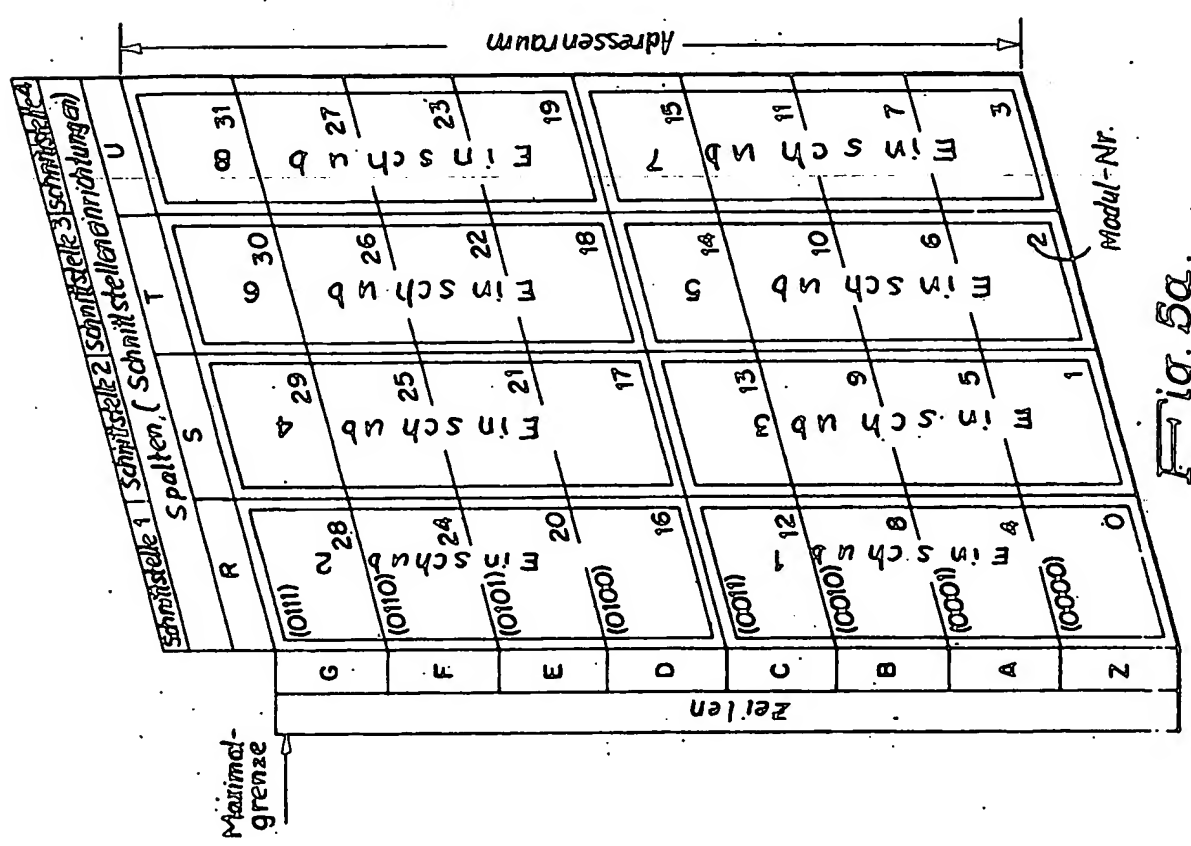 Schnittstelle 1 Schnittstelle 2 Schnittstelle 3 Schnittstelle 4
Spalten, (Schnittstelleneinrichtungen)
R S T U
Maximal-
grenze
Adressenraum
Zeilen
G (0111) 28 29 30 31
F (0110) 24 25 26 27
E (0101) 20 21 22 23
D (0100) 16 17 18 19
Einschub 2
Einschub 4
Einschub 6
Einschub 8
C (0011) 12 13 14 15
B (0010) 8 9 10 11
A (0001) 4 5 6 7
Z (0000) 0 1 2 3
Einschub 1
Einschub 3
Einschub 5
Einschub 7
Modul-Nr.
Fig. 5a.